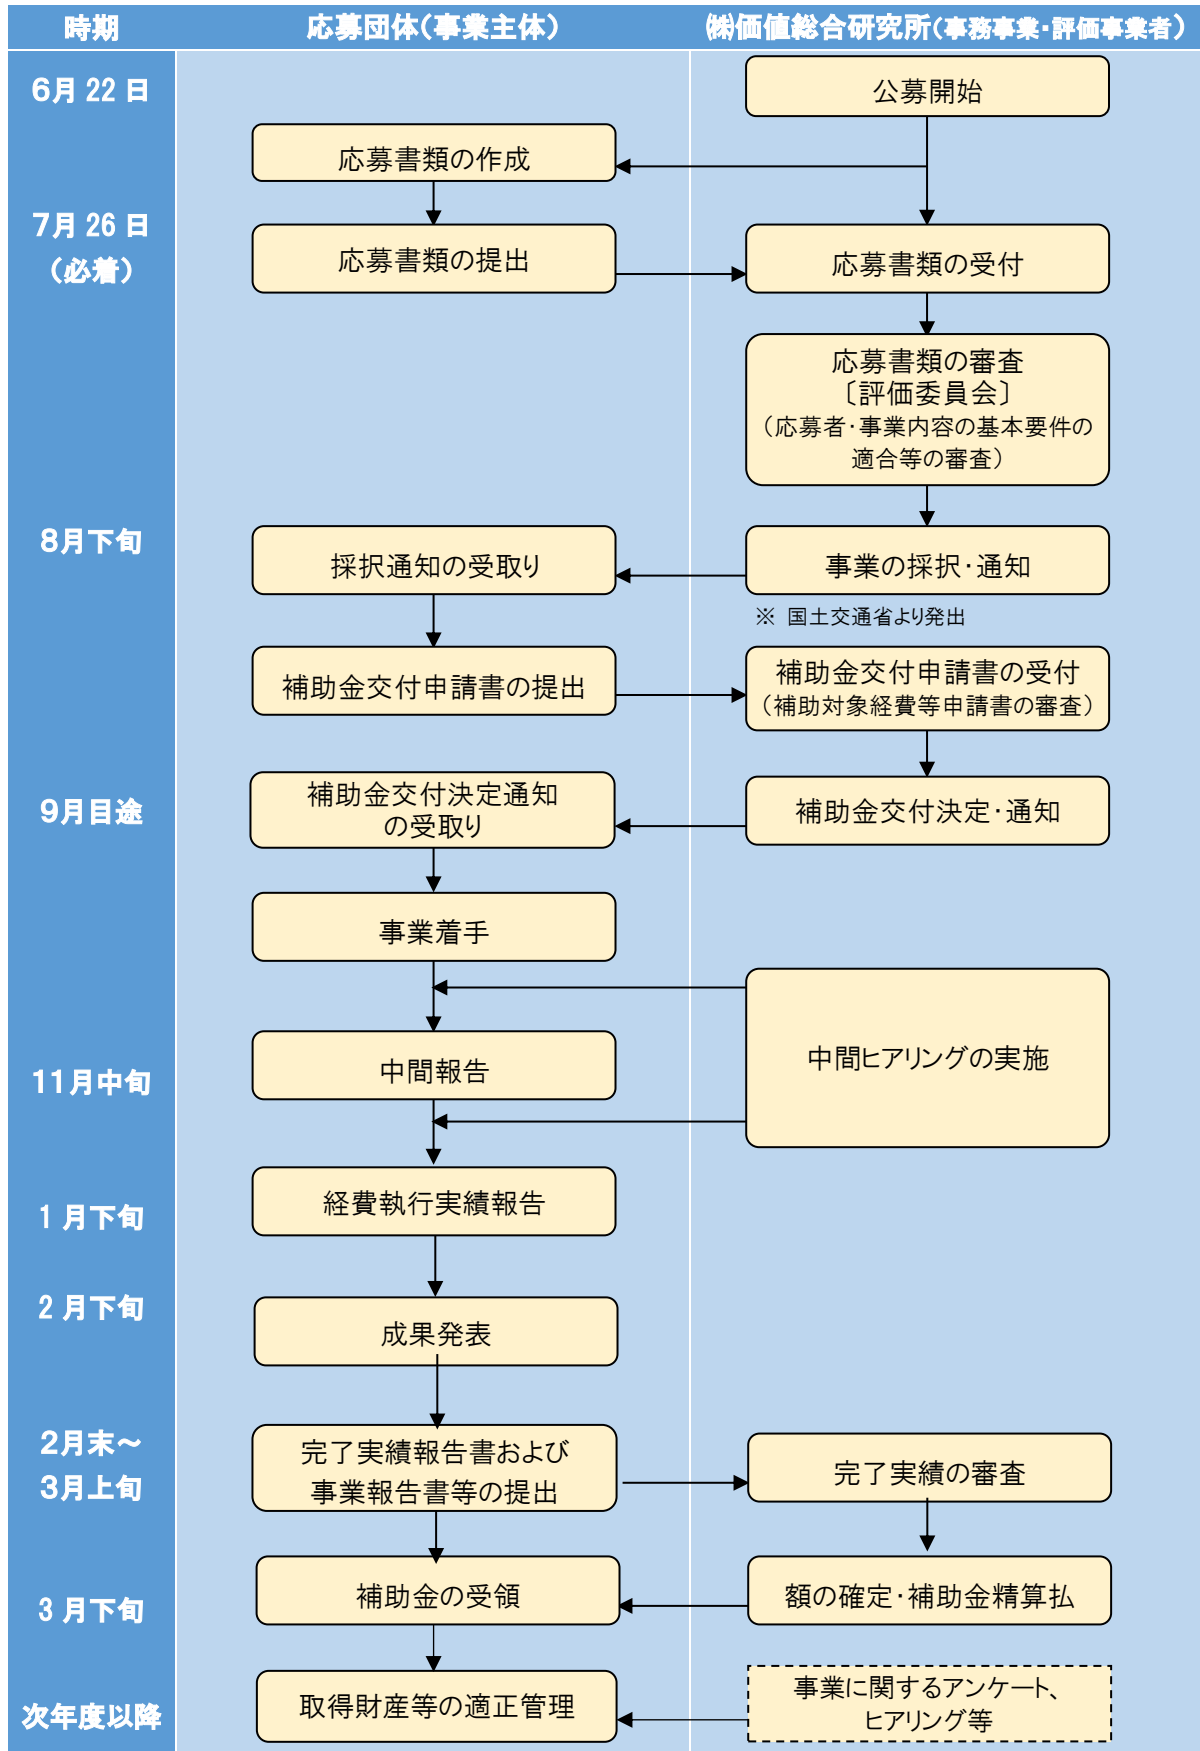 時期
応募団体(事業主体)
㈱価値総合研究所(事務事業・評価事業者)
6月 22 日
公募開始
応募書類の作成
7月 26 日
(必着)
応募書類の提出
応募書類の受付
応募書類の審査
〔評価委員会〕
(応募者・事業内容の基本要件の
適合等の審査)
8月下旬
採択通知の受取り
事業の採択・通知
※ 国土交通省より発出
補助金交付申請書の提出
補助金交付申請書の受付
(補助対象経費等申請書の審査)
9月目途
補助金交付決定通知
の受取り
補助金交付決定・通知
事業着手
中間ヒアリングの実施
11月中旬
中間報告
1 月下旬
経費執行実績報告
2 月下旬
成果発表
2月末~
3月上旬
完了実績報告書および
事業報告書等の提出
完了実績の審査
3 月下旬
補助金の受領
額の確定・補助金精算払
次年度以降
取得財産等の適正管理
事業に関するアンケート、
ヒアリング等